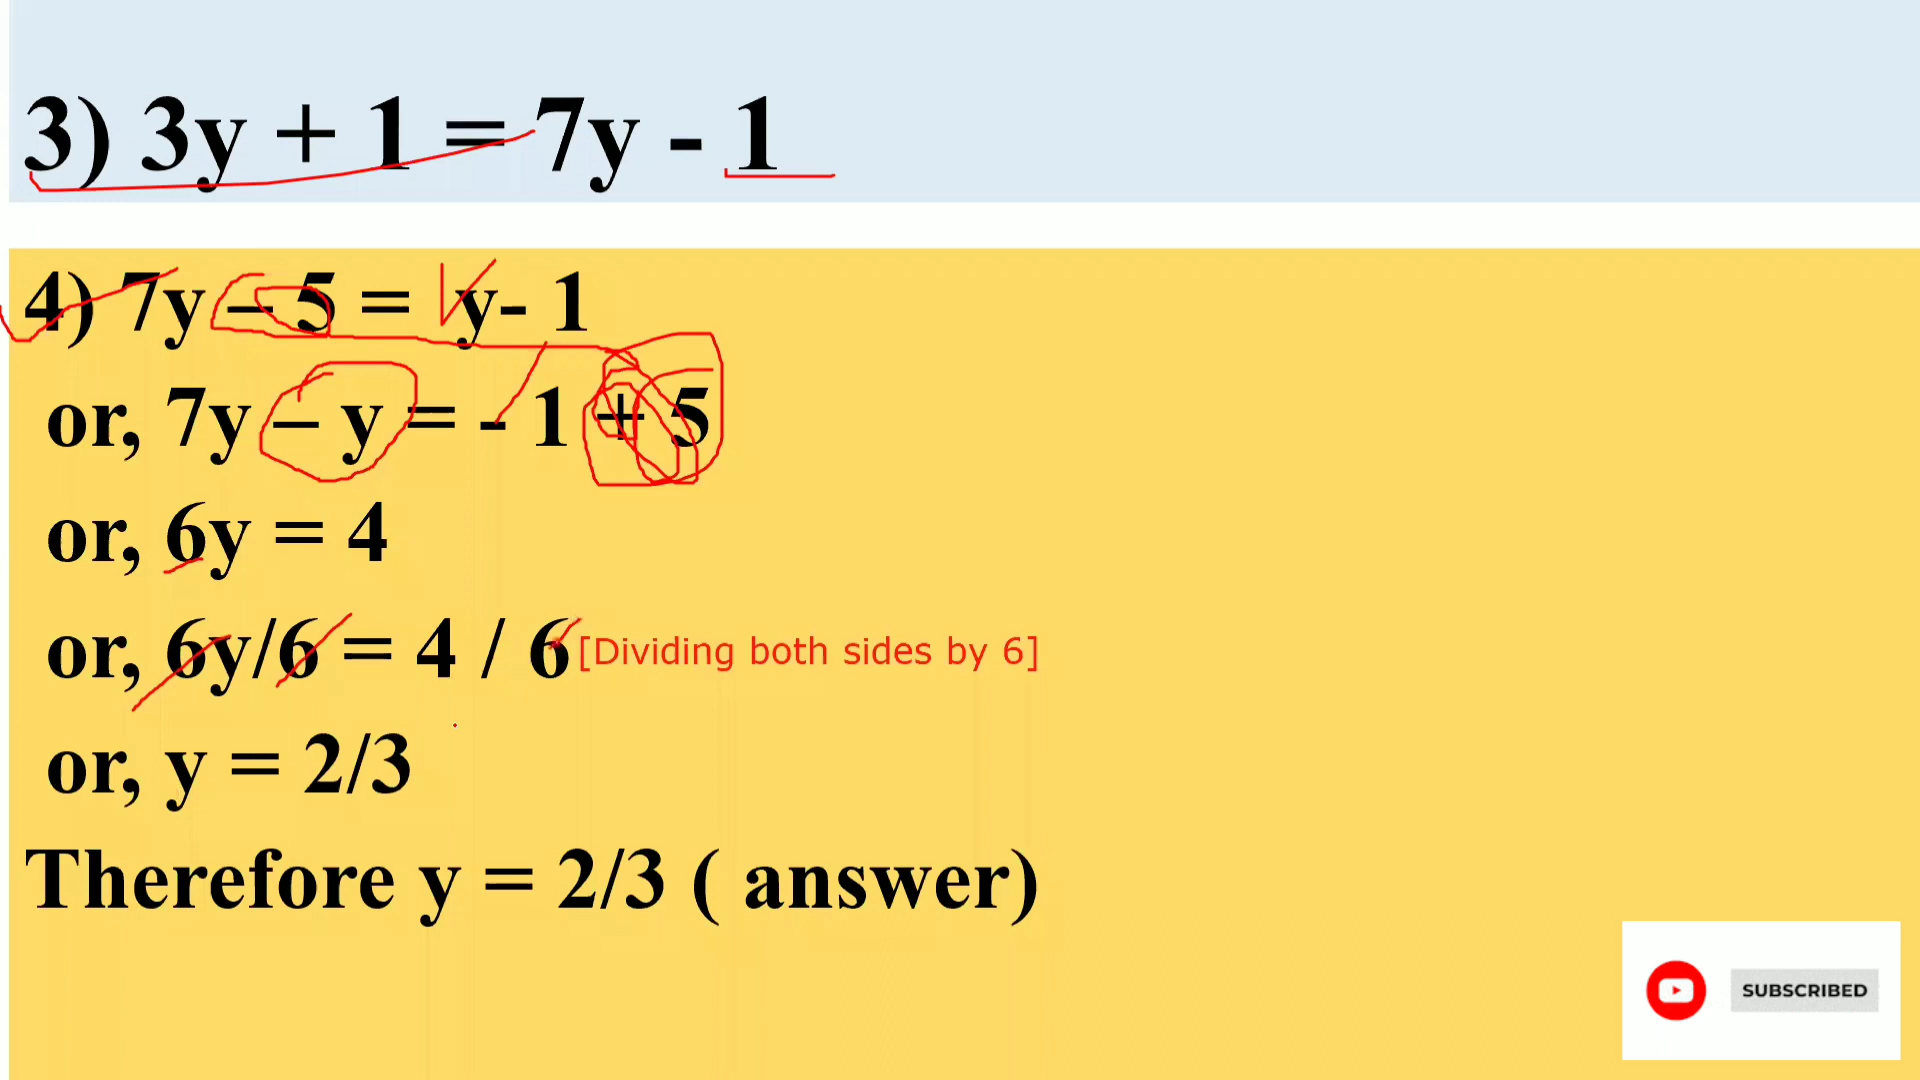 3) 3y + 1 = 7y - 1
4) 7y – 5 = y- 1
or, 7y – y = - 1 + 5
or, 6y = 4
or, 6y/6 = 4 / 6 [Dividing both sides by 6]
or, y = 2/3
Therefore y = 2/3 ( answer)
SUBSCRIBED